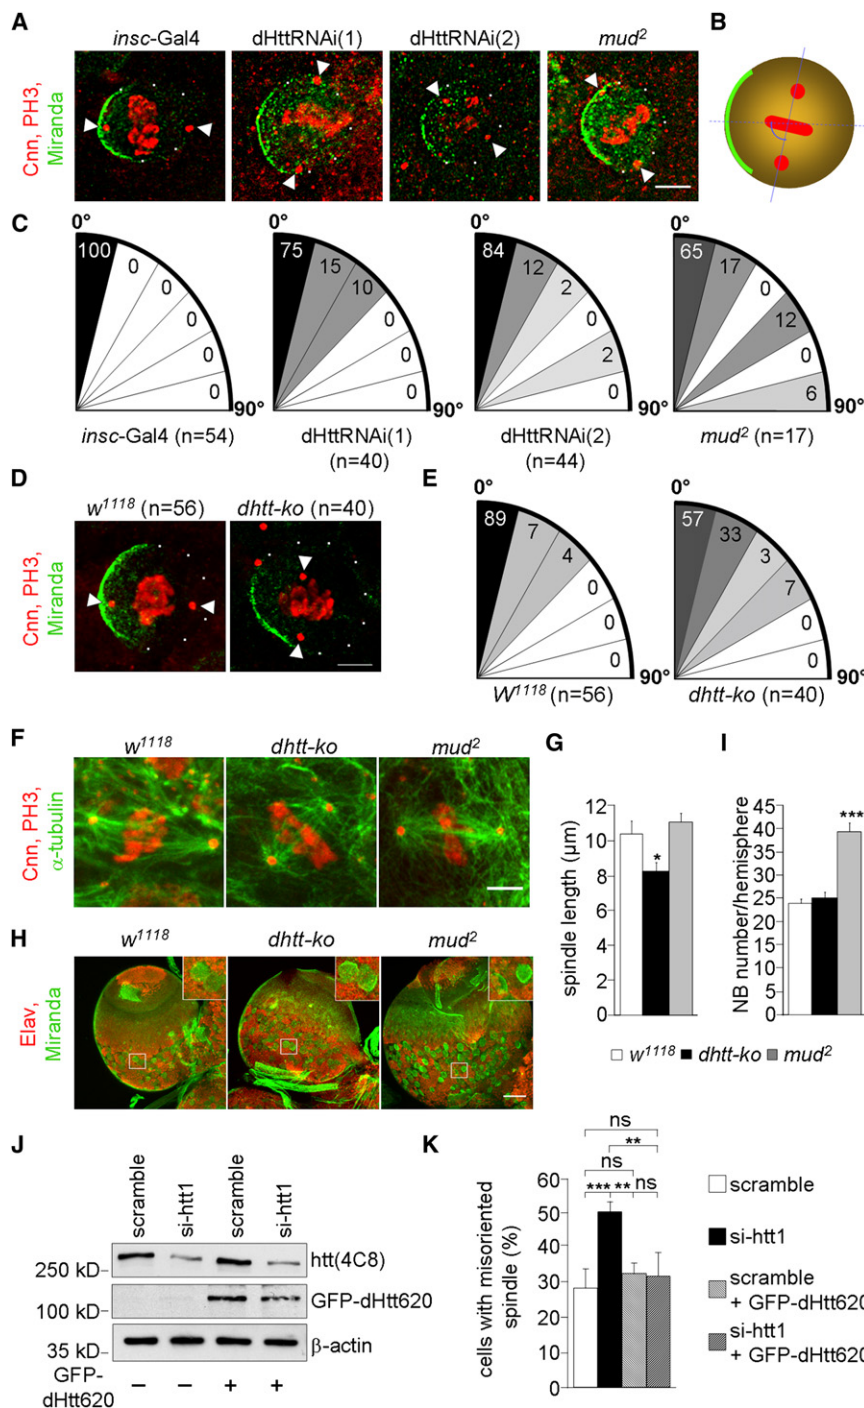 A
insc-Gal4 dHttRNAi(1) dHttRNAi(2) mud²
Cnn, PH3,
Miranda
B
C
0° 0° 0° 0°
100 0 0 0 0 0
75 15 10 0 0 0
84 12 2 0 2 0
65 17 0 12 0 6
90° 90° 90° 90°
insc-Gal4 (n=54)
dHttRNAi(1)
(n=40)
dHttRNAi(2)
(n=44)
mud² (n=17)
D
w¹¹¹⁸ (n=56) dhtt-ko (n=40)
Cnn, PH3,
Miranda
E
0° 0°
89 7 4 0 0 0
57 33 3 7 0 0
90° 90°
W¹¹¹⁸ (n=56) dhtt-ko (n=40)
F
w¹¹¹⁸ dhtt-ko mud²
Cnn, PH3,
α-tubulin
G
spindle length (µm)
12
10
8
6
4
2
0
*
I
NB number/hemisphere
45
40
35
30
25
20
15
10
5
0
***
w¹¹¹⁸ dhtt-ko mud²
H
w¹¹¹⁸ dhtt-ko mud²
Elav,
Miranda
J
scramble si-htt1 scramble si-htt1
250 kD htt(4C8)
100 kD GFP-dHtt620
35 kD β-actin
GFP-
dHtt620
– – + +
K
cells with misoriented
spindle (%)
60
50
40
30
20
10
0
ns
**
ns
*** ** ns
scramble
si-htt1
scramble
+ GFP-dHtt620
si-htt1
+ GFP-dHtt620